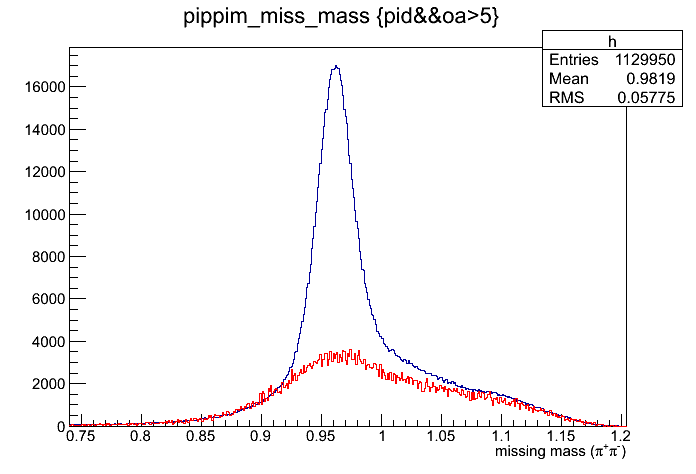 pippim_miss_mass {pid&&oa>5}
h
Entries 1129950
Mean 0.9819
RMS 0.05775
16000
14000
12000
10000
8000
6000
4000
2000
0
0.75 0.8 0.85 0.9 0.95 1 1.05 1.1 1.15 1.2
missing mass (π⁺π⁻)